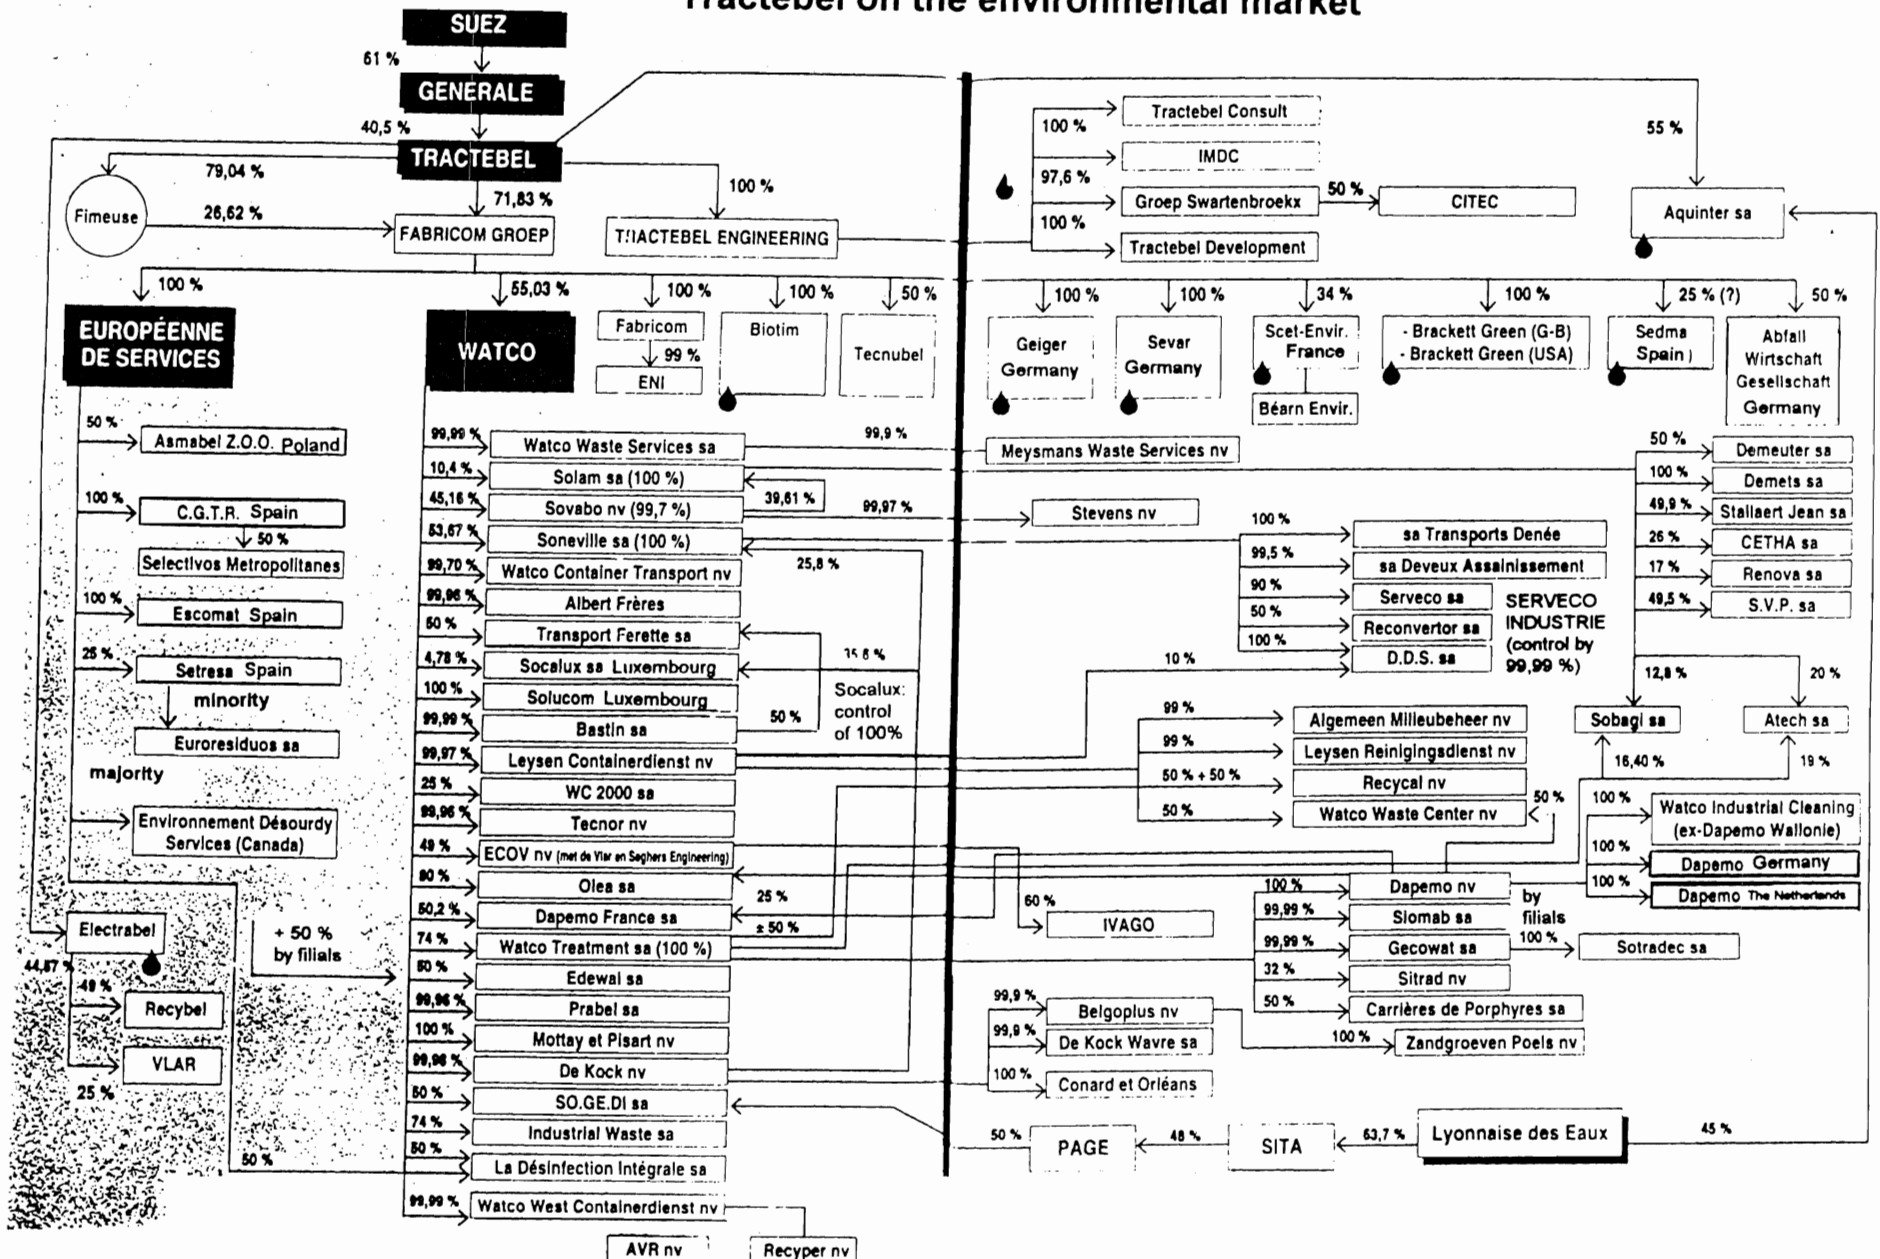 Tractebel on the environmental market
SUEZ
61 %
GENERALE
40,5 %
TRACTEBEL
79,04 %
71,83 %
100 %
Fimeuse
26,62 %
FABRICOM GROEP
TRACTEBEL ENGINEERING
100 %
Tractebel Consult
IMDC
97,6 %
Groep Swartenbroekx
50 %
CITEC
100 %
Tractebel Development
55 %
Aquinter sa
100 %
55,03 %
100 %
100 %
50 %
100 %
100 %
34 %
100 %
25 % (?)
50 %
EUROPÉENNE
DE SERVICES
WATCO
Fabricom
99 %
ENI
Biotim
Tecnubel
Geiger
Germany
Sevar
Germany
Scet-Envir.
France
Béarn Envir.
- Brackett Green (G-B)
- Brackett Green (USA)
Sedma
Spain)
Abfall
Wirtschaft
Gesellschaft
Germany
50 %
Asmabel Z.O.O. Poland
100 %
C.G.T.R. Spain
50 %
Selectivos Metropolitanes
100 %
Escomat Spain
25 %
Setresa Spain
minority
Euroresiduos sa
majority
Environnement Désourdy
Services (Canada)
Electrabel
44,87 %
49 %
Recybel
VLAR
25 %
+ 50 %
by filials
50 %
99,99 %
Watco Waste Services sa
99,9 %
Meysmans Waste Services nv
10,4 %
Solam sa (100 %)
39,61 %
45,16 %
Sovabo nv (99,7 %)
99,97 %
Stevens nv
53,67 %
Soneville sa (100 %)
25,8 %
99,70 %
Watco Container Transport nv
99,96 %
Albert Frères
50 %
Transport Ferette sa
4,78 %
Socalux sa Luxembourg
100 %
Solucom Luxembourg
Socalux:
control
of 100%
99,99 %
Bastin sa
50 %
99,97 %
Leysen Containerdienst nv
25 %
WC 2000 sa
99,96 %
Tecnor nv
49 %
ECOV nv (met de Vlar en Seghers Engineering)
80 %
Olea sa
50,2 %
Dapemo France sa
25 %
± 50 %
74 %
Watco Treatment sa (100 %)
50 %
Edewal sa
99,96 %
Prabel sa
100 %
Mottay et Pisart nv
99,96 %
De Kock nv
50 %
SO.GE.DI sa
74 %
Industrial Waste sa
50 %
La Désinfection Intégrale sa
99,99 %
Watco West Containerdienst nv
AVR nv
Recyper nv
100 %
sa Transports Denée
99,5 %
sa Deveux Assainissement
90 %
Serveco sa
50 %
Reconvertor sa
100 %
D.D.S. sa
10 %
SERVECO
INDUSTRIE
(control by
99,99 %)
50 %
Demeuter sa
100 %
Demets sa
49,9 %
Stallaert Jean sa
26 %
CETHA sa
17 %
Renova sa
49,5 %
S.V.P. sa
12,8 %
20 %
Sobagi sa
Atech sa
16,40 %
19 %
99 %
Algemeen Milieubeheer nv
99 %
Leysen Reinigingsdienst nv
50 % + 50 %
Recycal nv
50 %
Watco Waste Center nv
50 %
100 %
Watco Industrial Cleaning
(ex-Dapemo Wallonie)
100 %
Dapemo Germany
100 %
Dapemo The Netherlands
by
filials
60 %
IVAGO
100 %
Dapemo nv
99,99 %
Slomab sa
99,99 %
Gecowat sa
100 %
Sotradec sa
32 %
Sitrad nv
50 %
Carrières de Porphyres sa
99,9 %
Belgoplus nv
100 %
Zandgroeven Poels nv
99,9 %
De Kock Wavre sa
100 %
Conard et Orléans
50 %
PAGE
48 %
SITA
63,7 %
Lyonnaise des Eaux
45 %